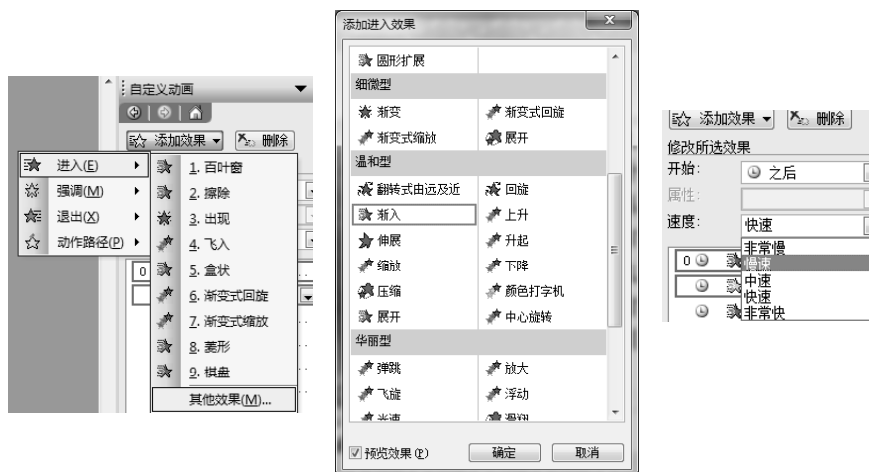 自定义动画
添加效果 删除
进入(E)
强调(M)
退出(X)
动作路径(P)
1. 百叶窗
2. 擦除
3. 出现
4. 飞入
5. 盒状
6. 渐变式回旋
7. 渐变式缩放
8. 菱形
9. 棋盘
其他效果(M)...
0
添加进入效果
圆形扩展
细微型
渐变 渐变式回旋
渐变式缩放 展开
温和型
翻转式由远及近 回旋
渐入 上升
伸展 升起
缩放 下降
压缩 颜色打字机
展开 中心旋转
华丽型
弹跳 放大
飞旋 浮动
光速 滑翔
预览效果(P) 确定 取消
添加效果 删除
修改所选效果
开始: 之后
属性:
速度: 快速
非常慢
0 慢速
中速
快速
非常快